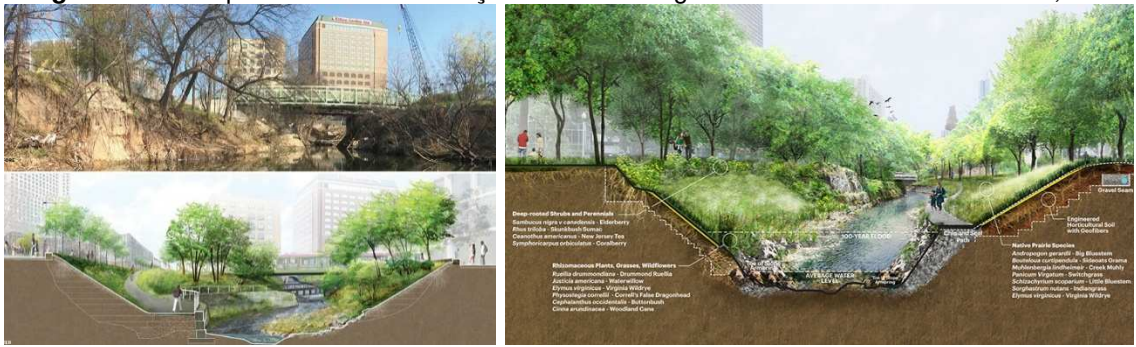 Deep-rooted Shrubs and Perennials
Sambucus nigra v canadensis - Elderberry
Rhus triloba - Skunkbush Sumac
Ceanothus americanus - New Jersey Tea
Symphoricarpus orbiculatus - Coralberry
Rhizomaceous Plants, Grasses, Wildflowers
Ruellia drummondiana - Drummond Ruellia
Justicia americana - Waterwillow
Elymus virginicus - Virginia Wildrye
Physostegia correllii - Correll's False Dragonhead
Cephalanthus occidentalis - Buttonbush
Cinna arundinacea - Woodland Cane
100 YEAR FLOOD
AVERAGE WATER
LEVEL
Path
Gravel Seam
Engineered
Horticultural Soil
with Geofibers
Native Prairie Species
Andropogon gerardii - Big Bluestem
Bouteloua curtipendula - Sideoats Grama
Muhlenbergia lindheimeri - Creek Muhly
Panicum Virgatum - Switchgrass
Schizachyrium scoparium - Little Bluestem
Sorghastrum nutans - Indiangrass
Elymus virginicus - Virginia Wildrye